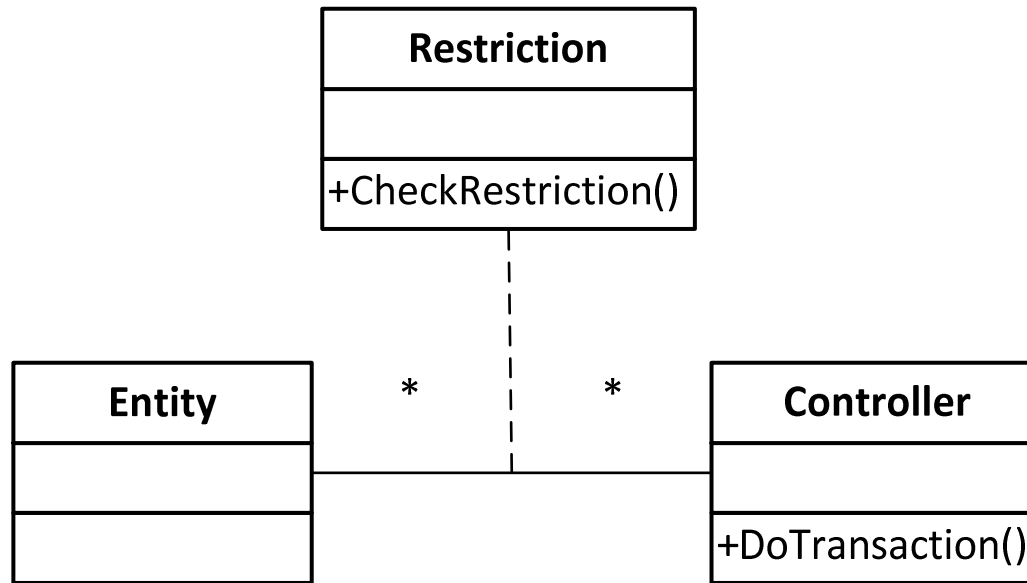 Restriction
+CheckRestriction()
* *
Entity
Controller
+DoTransaction()